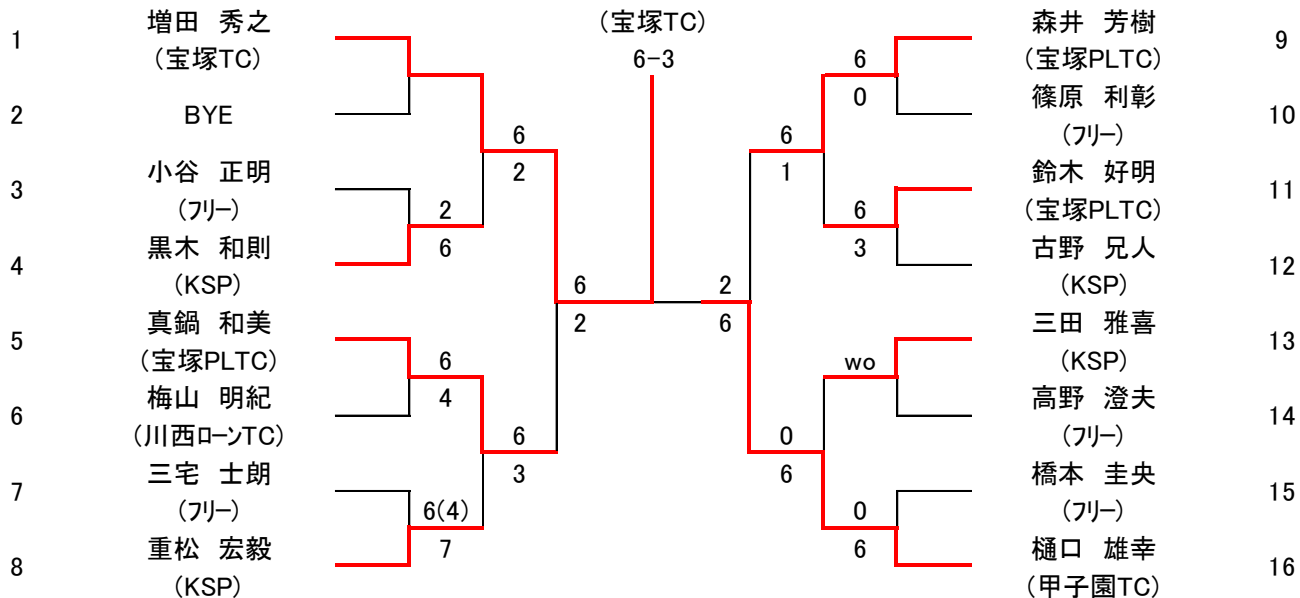 (宝塚TC)
6-3
1
増田 秀之
(宝塚TC)
2
BYE
3
小谷 正明
(フリー)
4
黒木 和則
(KSP)
5
真鍋 和美
(宝塚PLTC)
6
梅山 明紀
(川西ローンTC)
7
三宅 士朗
(フリー)
8
重松 宏毅
(KSP)
2
6
6
4
6(4)
7
6
2
6
3
6
2
2
6
6
1
0
6
6
0
6
3
wo
0
6
森井 芳樹
(宝塚PLTC)
9
篠原 利彰
(フリー)
10
鈴木 好明
(宝塚PLTC)
11
古野 兄人
(KSP)
12
三田 雅喜
(KSP)
13
高野 澄夫
(フリー)
14
橋本 圭央
(フリー)
15
樋口 雄幸
(甲子園TC)
16